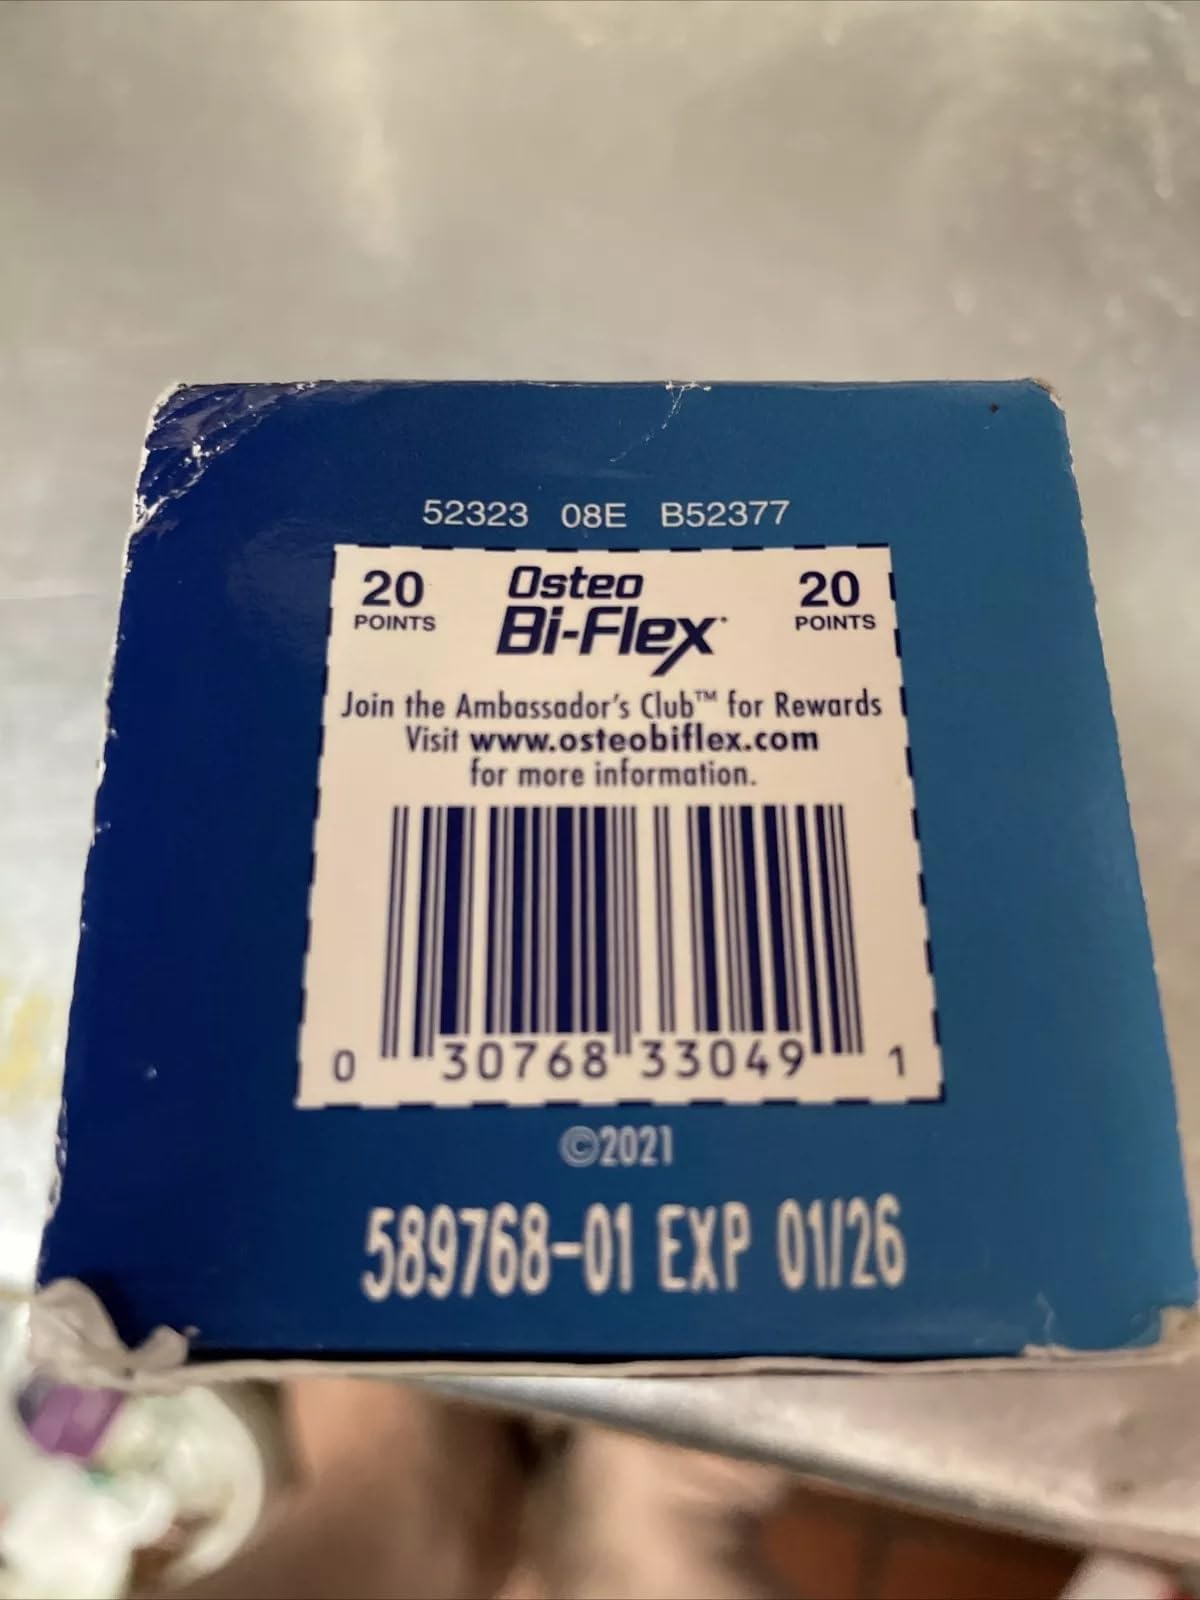 52323 08E B52377
20 POINTS Osteo Bi-Flex 20 POINTS
Join the Ambassador's Club™ for Rewards
Visit www.osteobiflex.com
for more information.
0 30768 33049 1
©2021
589768-01 EXP 01/26